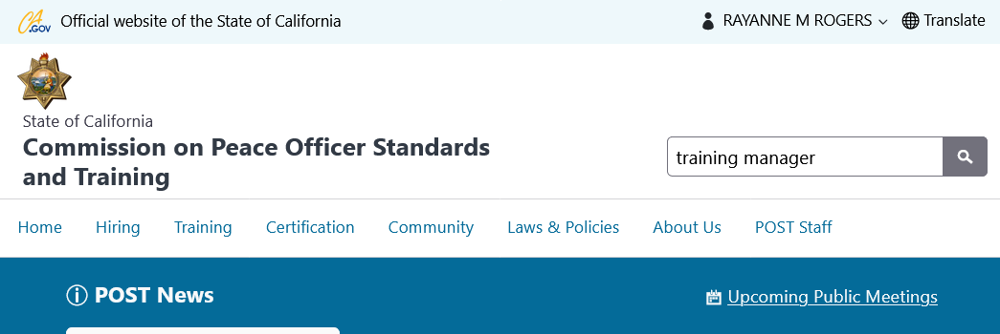 CA.GOV Official website of the State of California
RAYANNE M ROGERS
Translate
State of California
Commission on Peace Officer Standards
and Training
training manager
Home Hiring Training Certification Community Laws & Policies About Us POST Staff
POST News
Upcoming Public Meetings